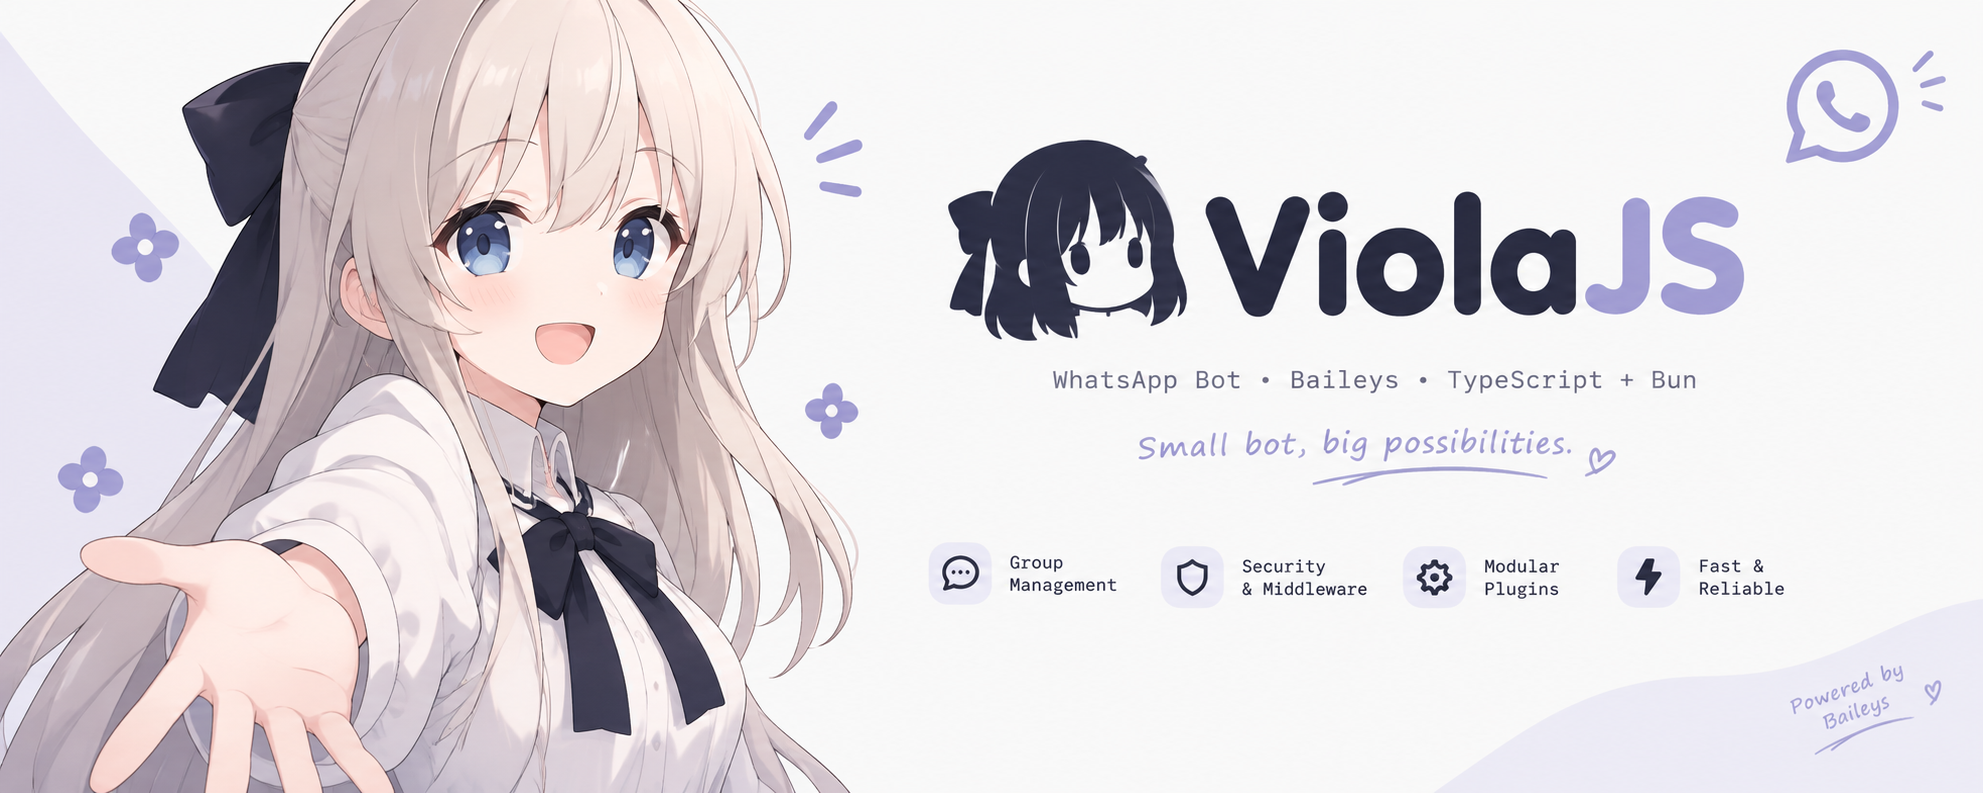 ViolaJS
WhatsApp Bot • Baileys • TypeScript + Bun
Small bot, big possibilities.
Group
Management
Security
& Middleware
Modular
Plugins
Fast &
Reliable
Powered by
Baileys